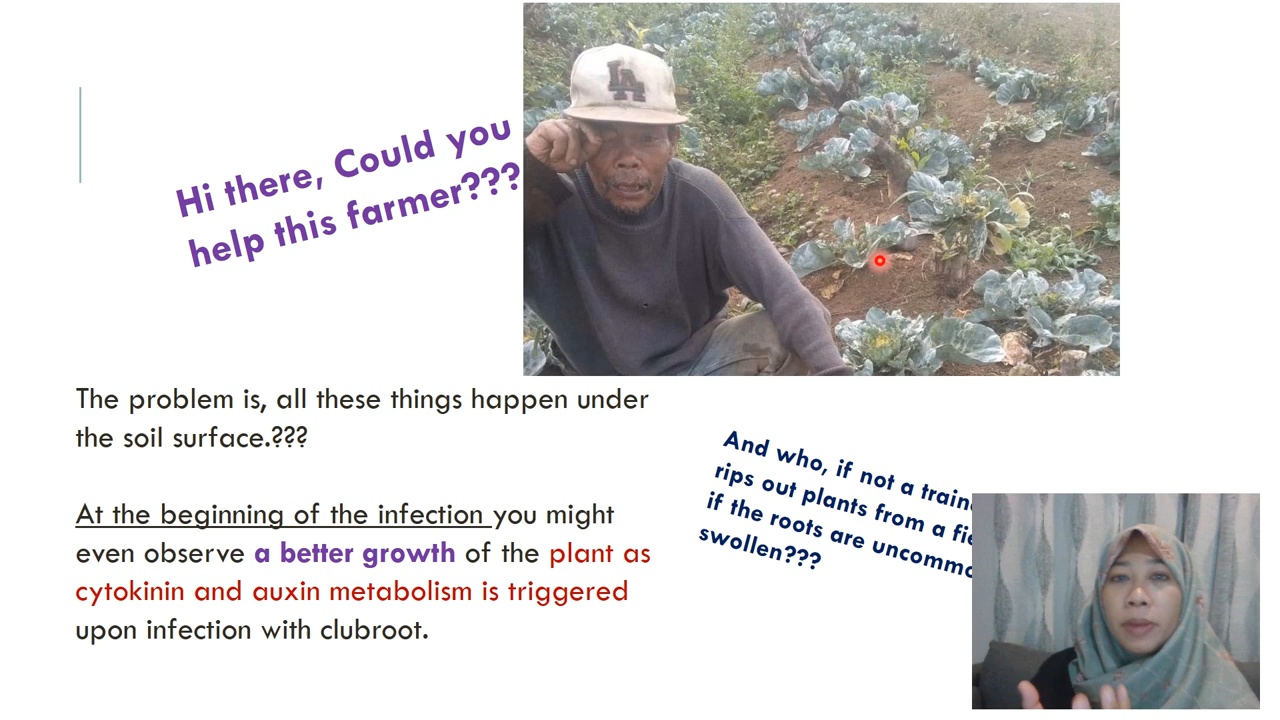 Hi there, Could you
help this farmer???
LA
The problem is, all these things happen under
the soil surface.???
At the beginning of the infection you might
even observe a better growth of the plant as
cytokinin and auxin metabolism is triggered
upon infection with clubroot.
And who, if not a
rips out plants from a
if the roots are
swollen???